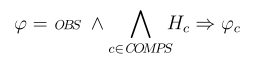 φ = OBS ∧ ⋀_{c∈COMPS} H_c ⇒ φ_c